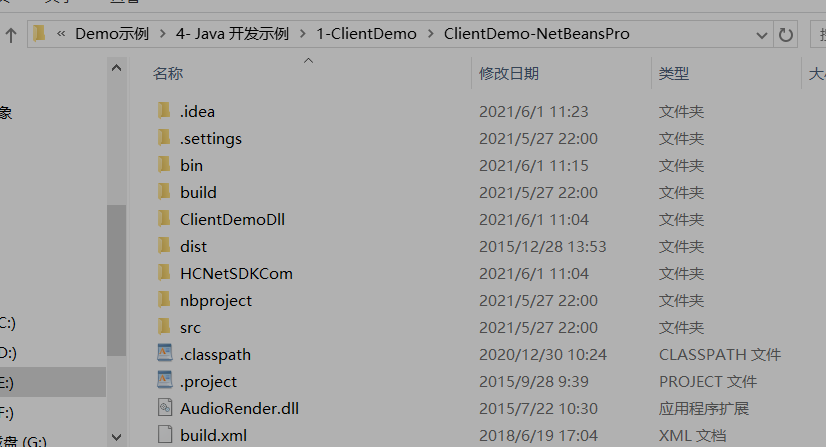 « Demo示例 > 4- Java 开发示例 > 1-ClientDemo > ClientDemo-NetBeansPro
名称 修改日期 类型
.idea 2021/6/1 11:23 文件夹
象
.settings 2021/5/27 22:00 文件夹
bin 2021/6/1 11:15 文件夹
build 2021/5/27 22:00 文件夹
ClientDemoDll 2021/6/1 11:04 文件夹
dist 2015/12/28 13:53 文件夹
HCNetSDKCom 2021/6/1 11:04 文件夹
nbproject 2021/5/27 22:00 文件夹
C:) src 2021/5/27 22:00 文件夹
D:) .classpath 2020/12/30 10:24 CLASSPATH 文件
E:) .project 2015/9/28 9:39 PROJECT 文件
F:) AudioRender.dll 2015/7/22 10:30 应用程序扩展
盘 (G:) build.xml 2018/6/19 17:04 XML 文档